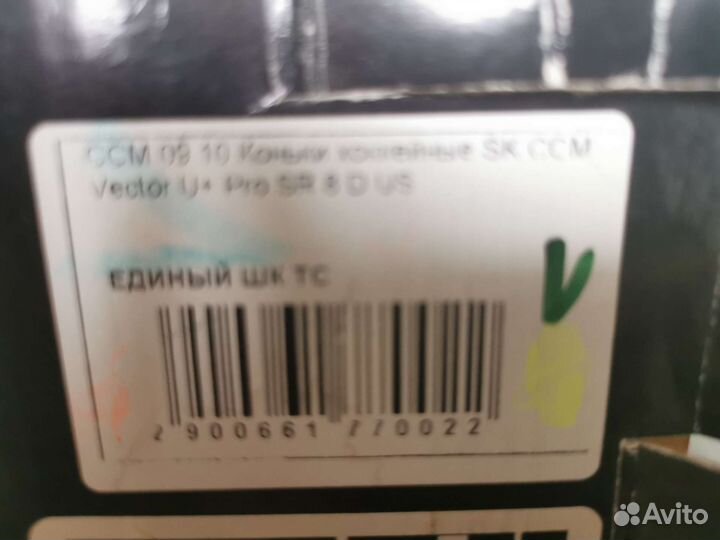 CCM 09 10 Коньки хоккейные SK CCM
Vector U+ Pro SR 8 D US
ЕДИНЫЙ ШК ТС
2 900661 770022
Avito